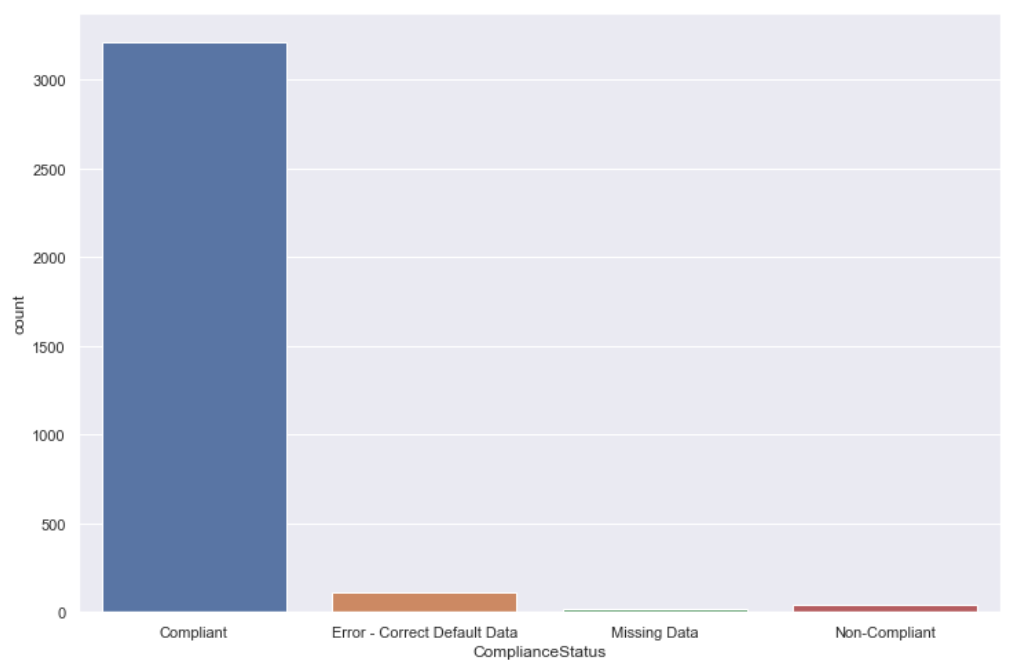 3000
2500
2000
1500
1000
500
0
count
Compliant
Error - Correct Default Data
Missing Data
Non-Compliant
ComplianceStatus